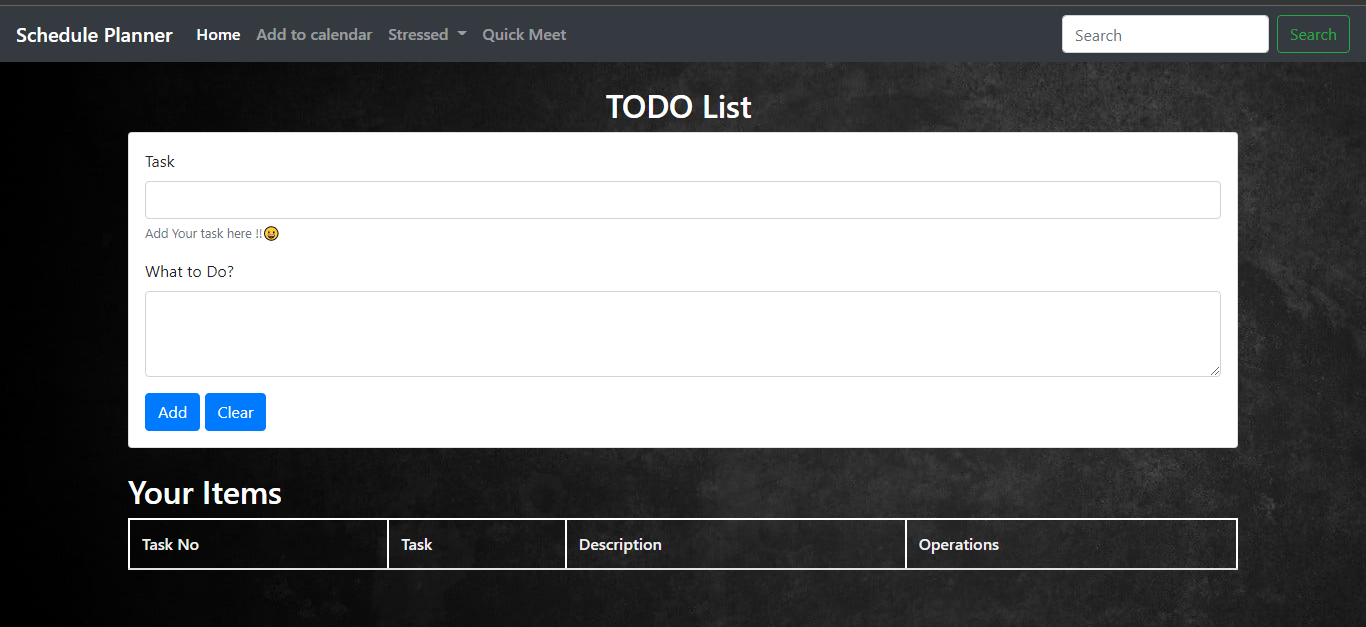 Schedule Planner Home Add to calendar Stressed Quick Meet Search Search
TODO List
Task
Add Your task here !!😀
What to Do?
Add Clear
Your Items
Task No Task Description Operations